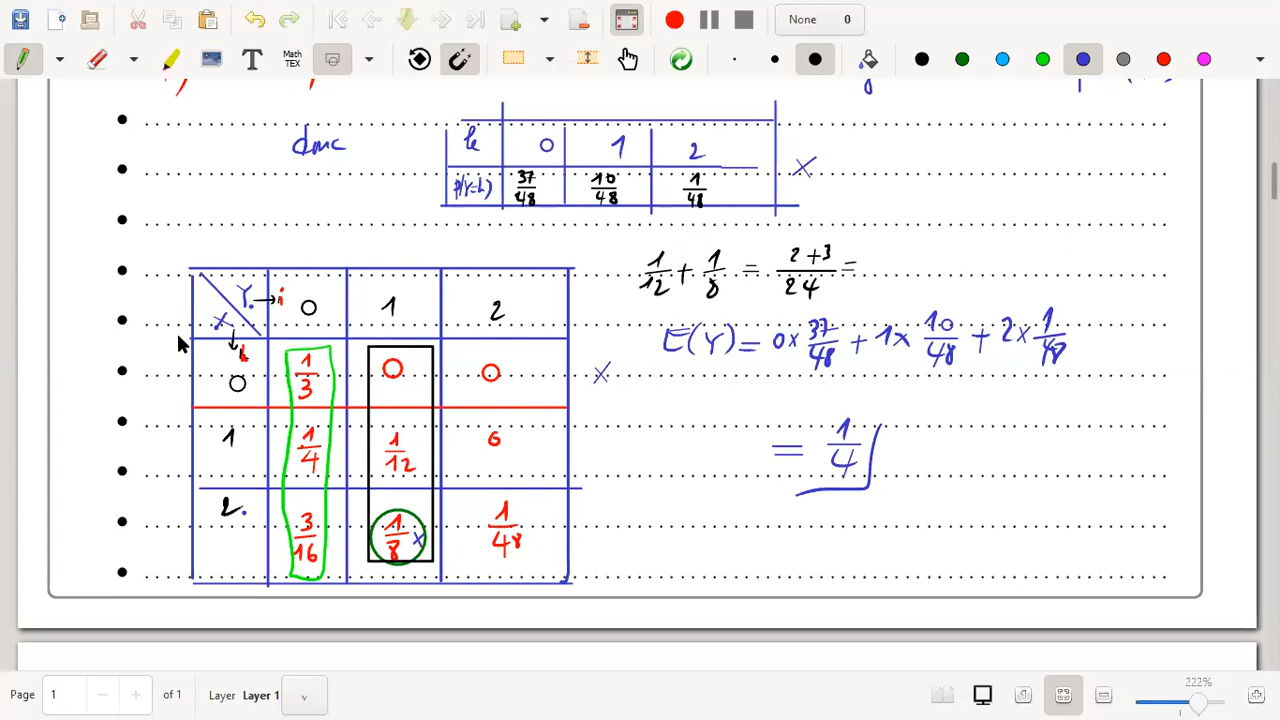 None 0
T Math TEX
donc
k 0 1 2
P(Y=k) 37/48 10/48 1/48 ×
Y → i 0 1 2
X
↓ k
0 1/3 0 0 ×
1 1/4 1/12 0
2. 3/16 1/8 × 1/48
1/12 + 1/8 = (2+3)/24 =
E(Y) = 0×37/48 + 1×10/48 + 2×1/48
= 1/4
Page 1 of 1 Layer Layer 1 222%